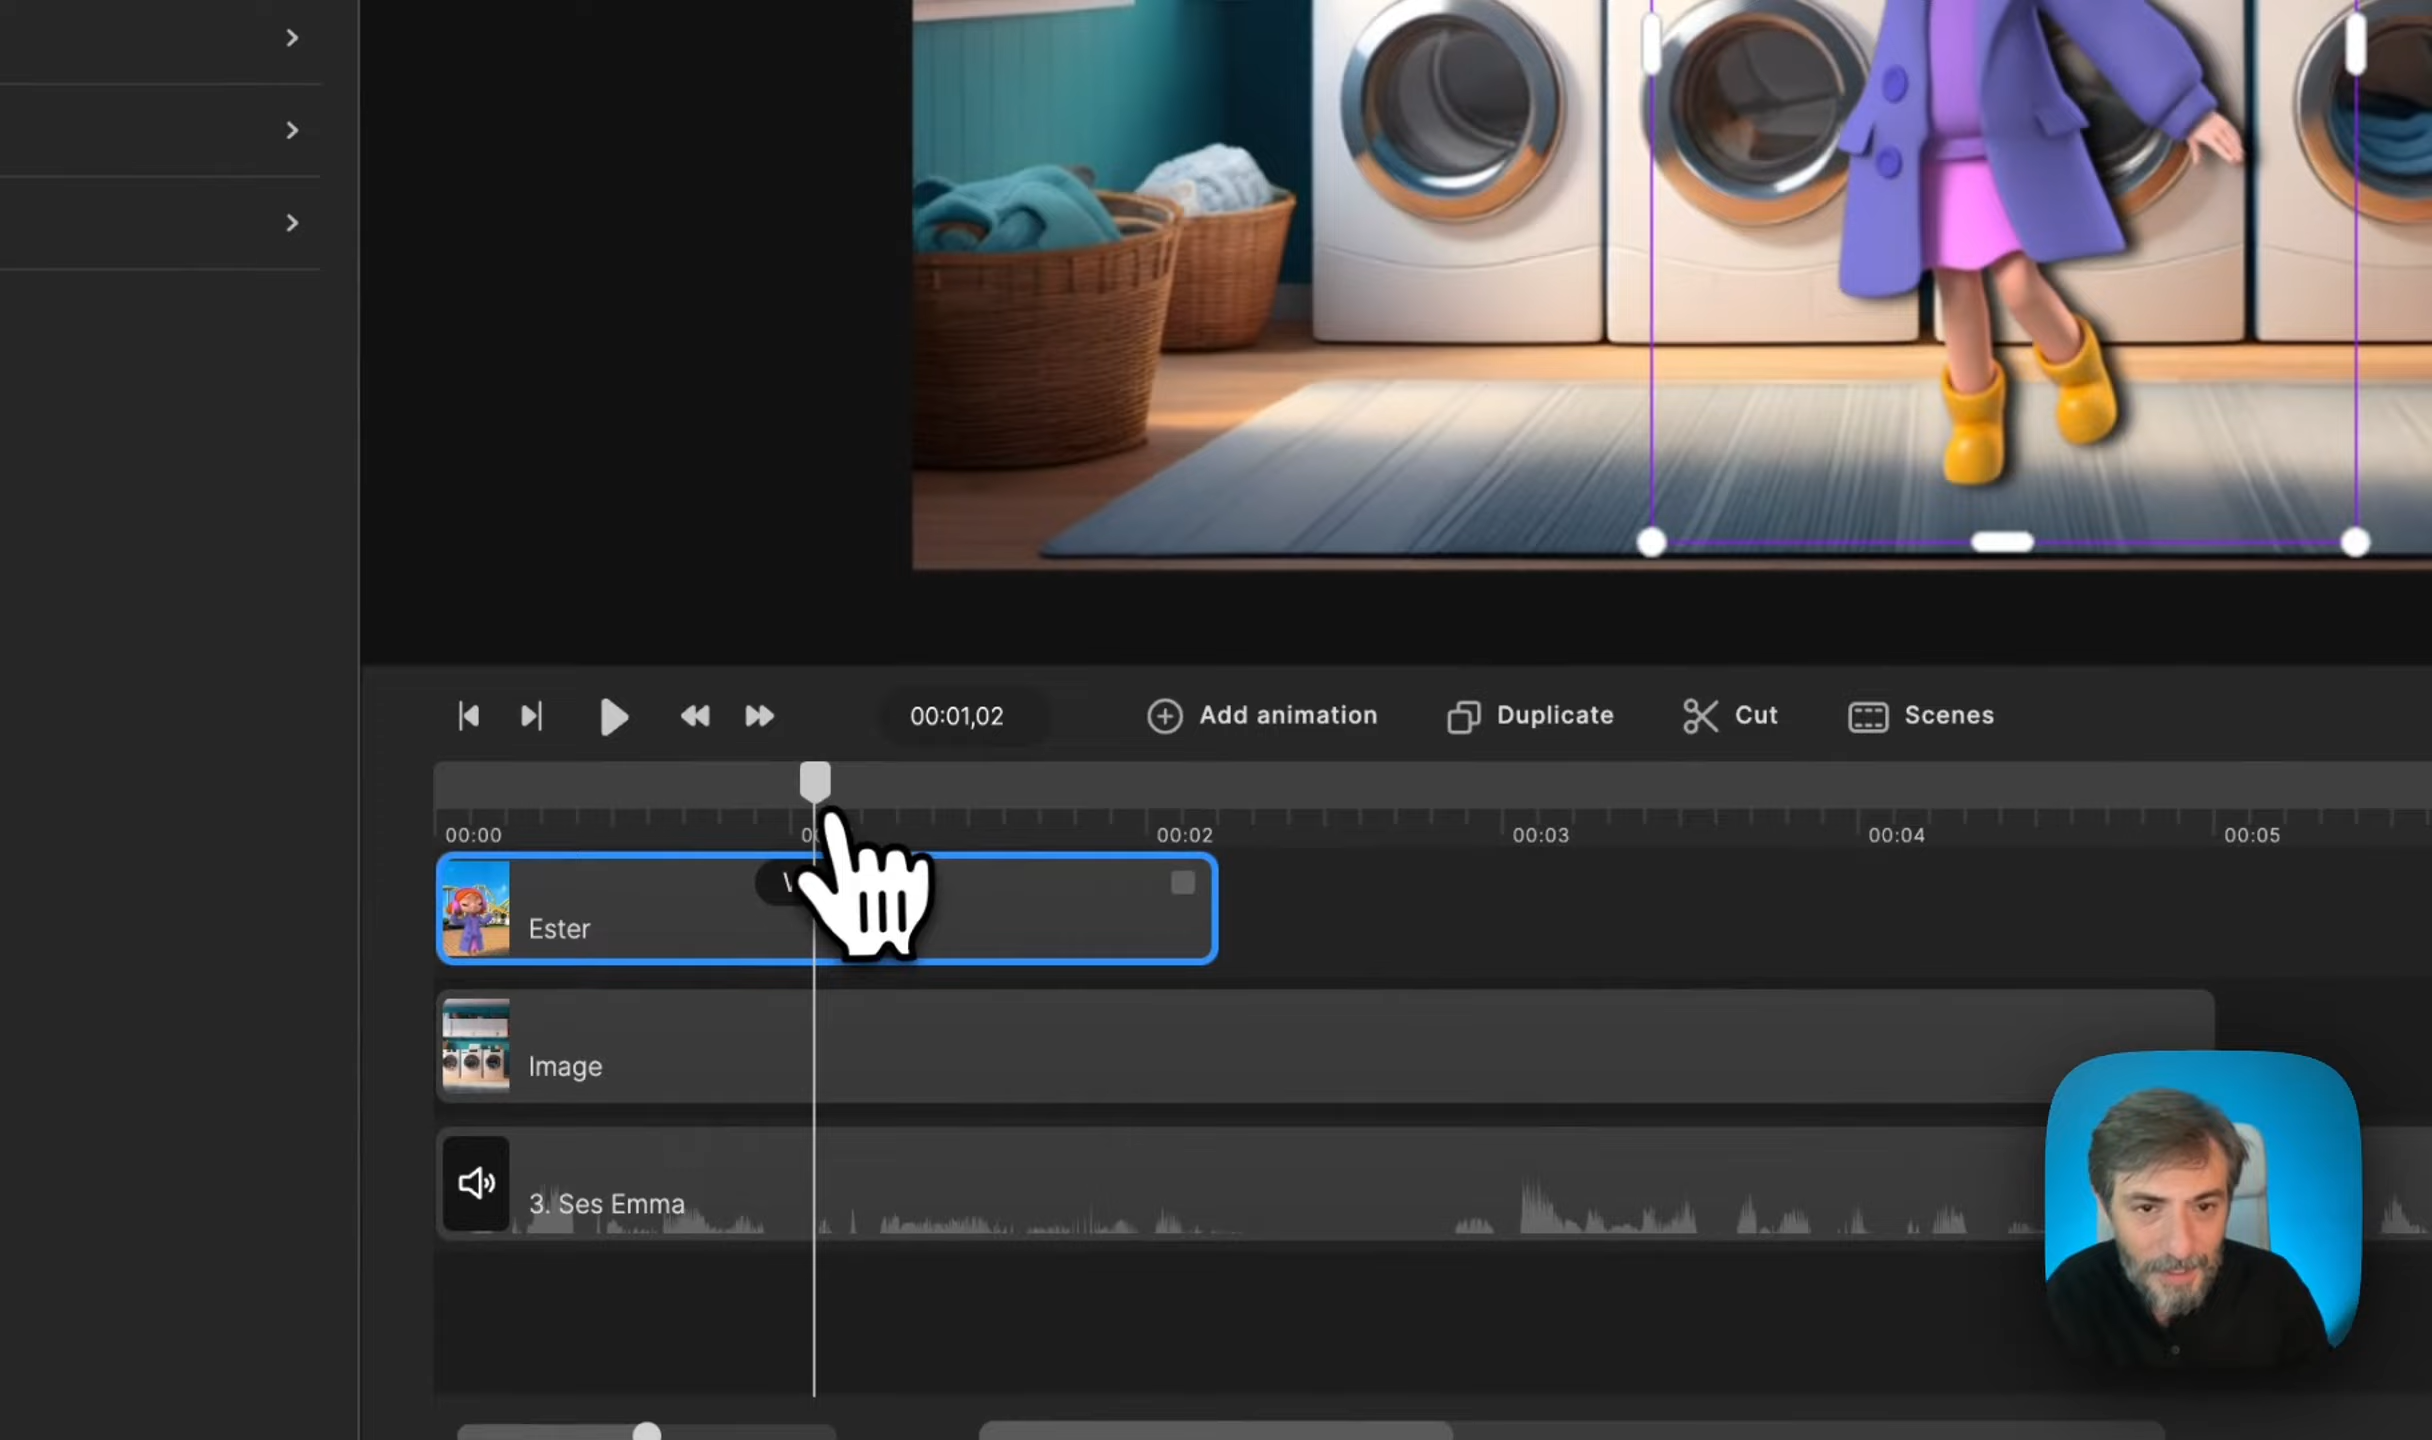 00:01,02
Add animation
Duplicate
Cut
Scenes
00:00
00:02
00:03
00:04
00:05
Ester
Image
3. Ses Emma